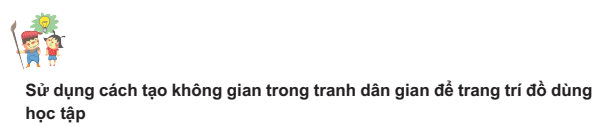 Sử dụng cách tạo không gian trong tranh dân gian để trang trí đồ dùng
học tập